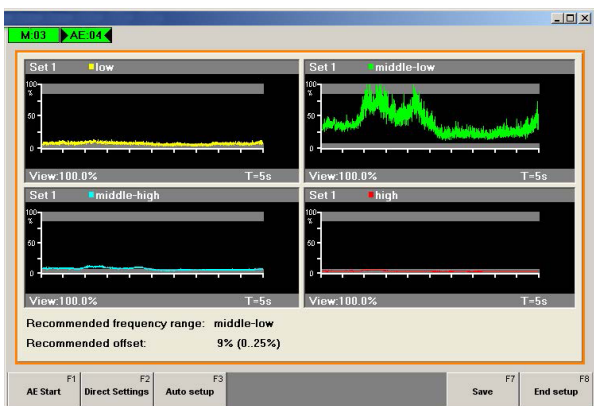 M:03 AE:04
Set 1 low
100
%
50
0
View:100.0% T=5s
Set 1 middle-low
100
%
50
0
View:100.0% T=5s
Set 1 middle-high
100
%
50
0
View:100.0% T=5s
Set 1 high
100
%
50
0
View:100.0% T=5s
Recommended frequency range: middle-low
Recommended offset: 9% (0..25%)
F1 AE Start
F2 Direct Settings
F3 Auto setup
F7 Save
F8 End setup